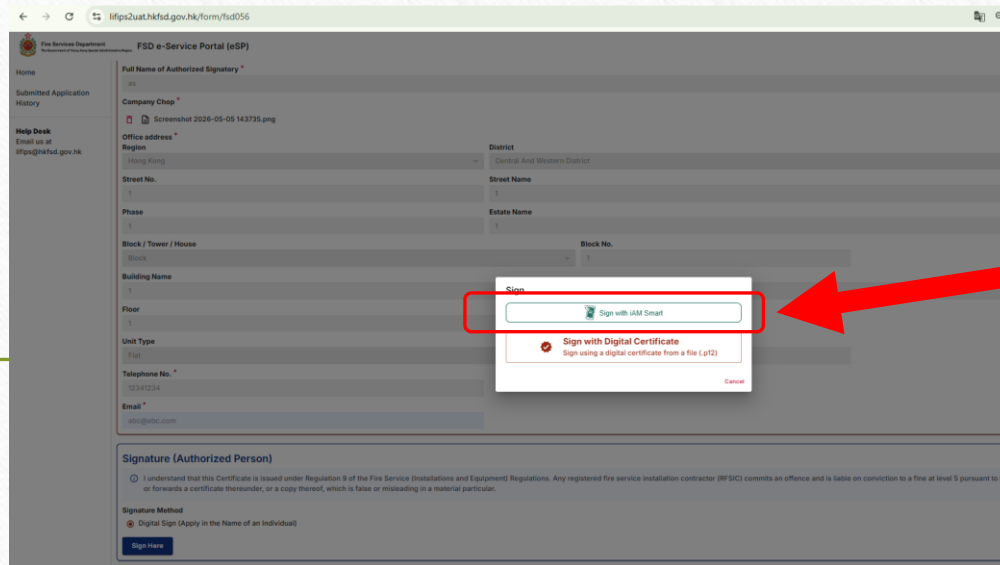 lifips2uat.hkfsd.gov.hk/form/fsd056
Fire Services Department
FSD e-Service Portal (eSP)
Home
Submitted Application
History
Help Desk
Email us at
lifips@hkfsd.gov.hk
Full Name of Authorized Signatory *
Company Chop *
Screenshot 2026-05-05 143735.png
Office address *
Region
District
Hong Kong
Central And Western District
Street No.
Street Name
1
1
Phase
Estate Name
1
1
Block / Tower / House
Block No.
Block
1
Building Name
1
Floor
1
Unit Type
Flat
Telephone No. *
12341234
Email *
abc@abc.com
Sign
Sign with iAM Smart
Sign with Digital Certificate
Sign using a digital certificate from a file (.p12)
Cancel
Signature (Authorized Person)
I understand that this Certificate is issued under Regulation 9 of the Fire Service (Installations and Equipment) Regulations. Any registered fire service installation contractor (RFSIC) commits an offence and is liable on conviction to a fine at level 5 pursuant to
or forwards a certificate thereunder, or a copy thereof, which is false or misleading in a material particular.
Signature Method
Digital Sign (Apply in the Name of an Individual)
Sign Here